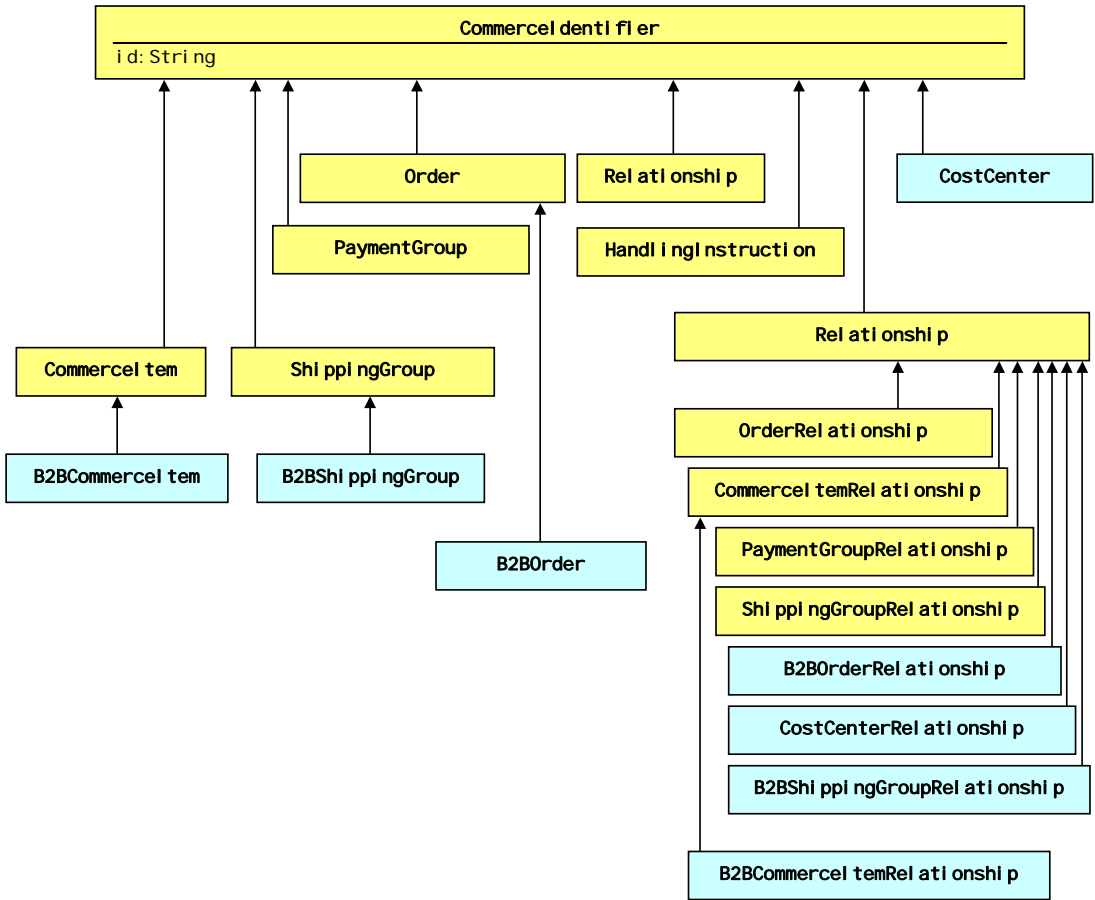 CommerceIdentifier
id:String
Order
Relationship
CostCenter
PaymentGroup
HandlingInstruction
Relationship
CommerceItem
ShippingGroup
OrderRelationship
B2BCommerceItem
B2BShippingGroup
CommerceItemRelationship
PaymentGroupRelationship
B2BOrder
ShippingGroupRelationship
B2BOrderRelationship
CostCenterRelationship
B2BShippingGroupRelationship
B2BCommerceItemRelationship